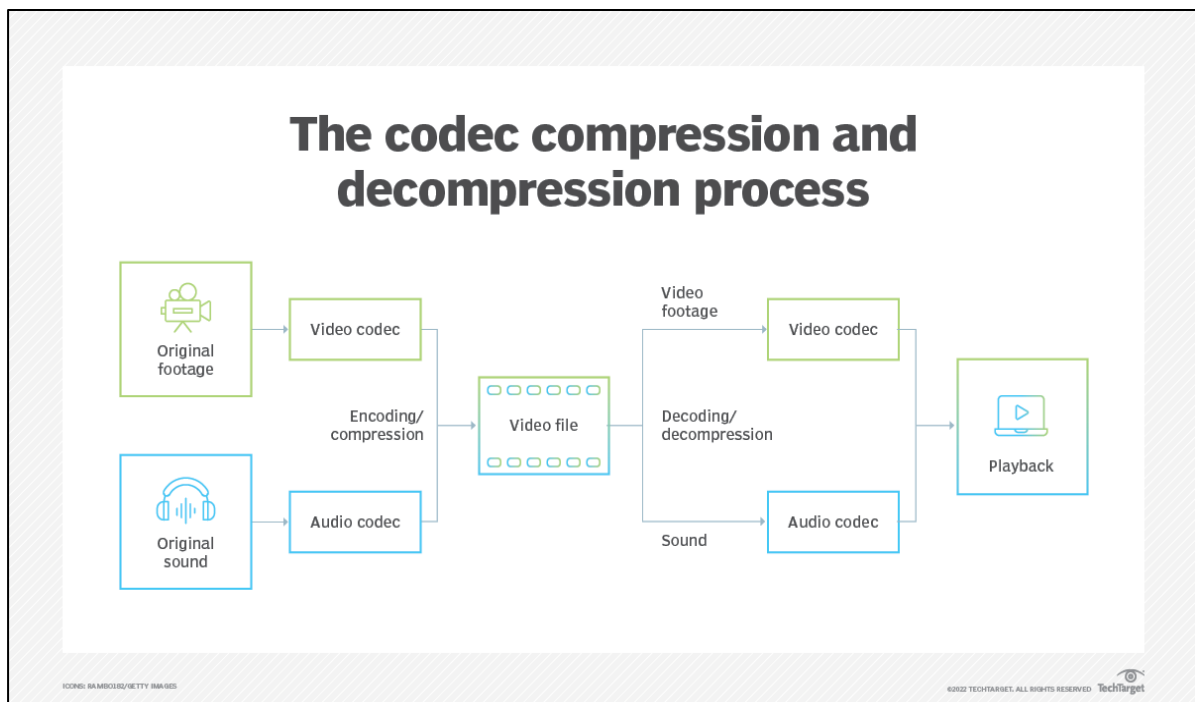 The codec compression and
decompression process
Original
footage
Video codec
Encoding/
compression
Original
sound
Audio codec
Video file
Video
footage
Decoding/
decompression
Sound
Video codec
Audio codec
Playback
ICONS: RAMBO182/GETTY IMAGES
©2022 TECHTARGET. ALL RIGHTS RESERVED TechTarget